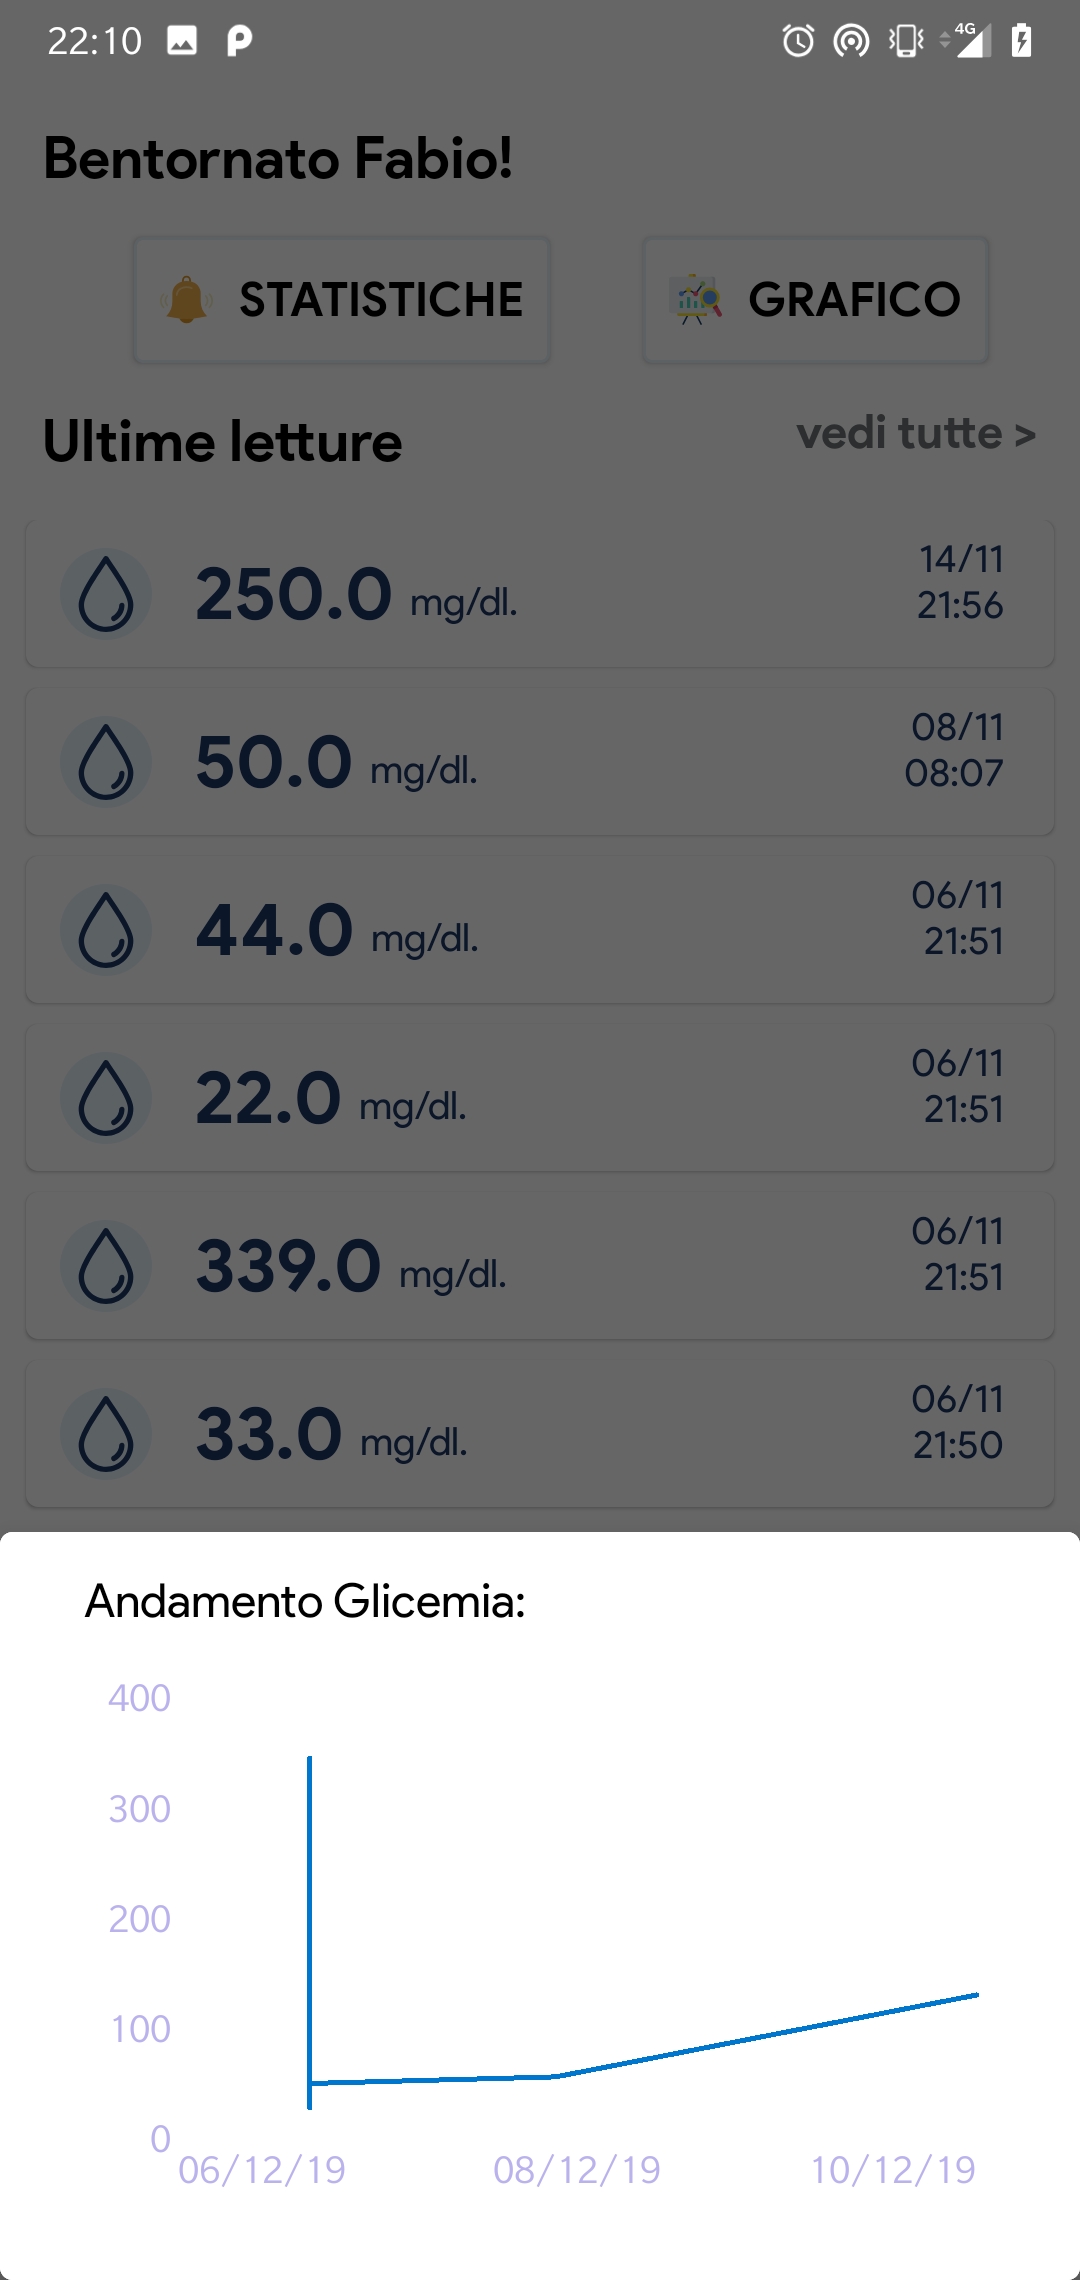 22:10
4G
Bentornato Fabio!
STATISTICHE
GRAFICO
Ultime letture
vedi tutte >
250.0 mg/dl.
14/11
21:56
50.0 mg/dl.
08/11
08:07
44.0 mg/dl.
06/11
21:51
22.0 mg/dl.
06/11
21:51
339.0 mg/dl.
06/11
21:51
33.0 mg/dl.
06/11
21:50
Andamento Glicemia:
400
300
200
100
0
06/12/19
08/12/19
10/12/19